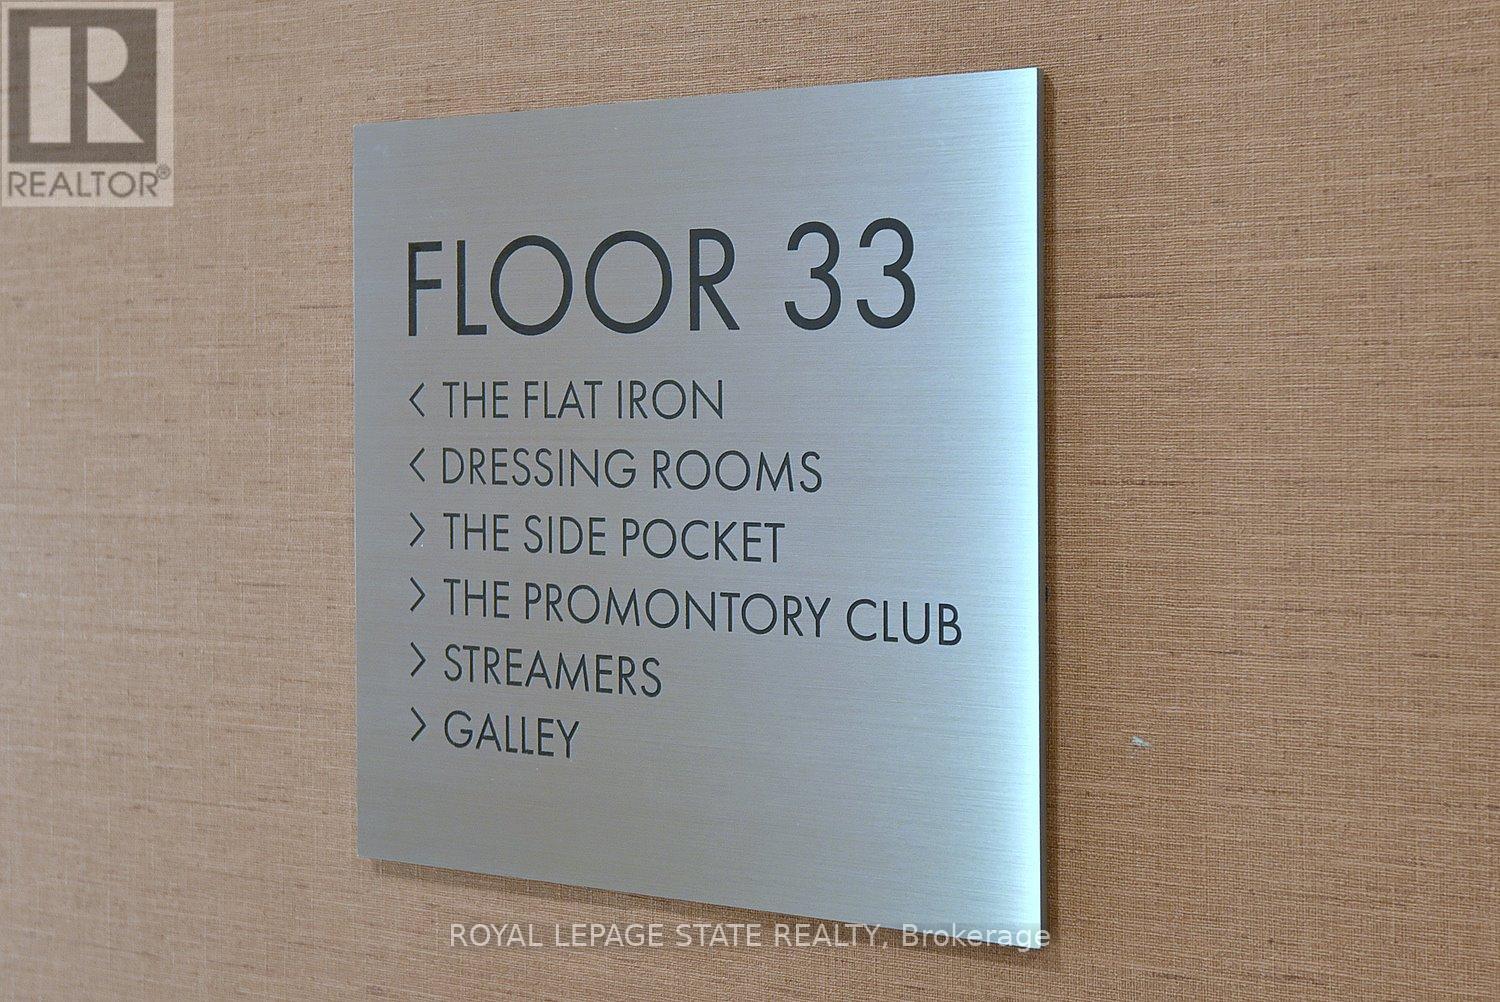 R
REALTOR®
FLOOR 33
< THE FLAT IRON
< DRESSING ROOMS
> THE SIDE POCKET
> THE PROMONTORY CLUB
> STREAMERS
> GALLEY
ROYAL LEPAGE STATE REALTY, Brokerage